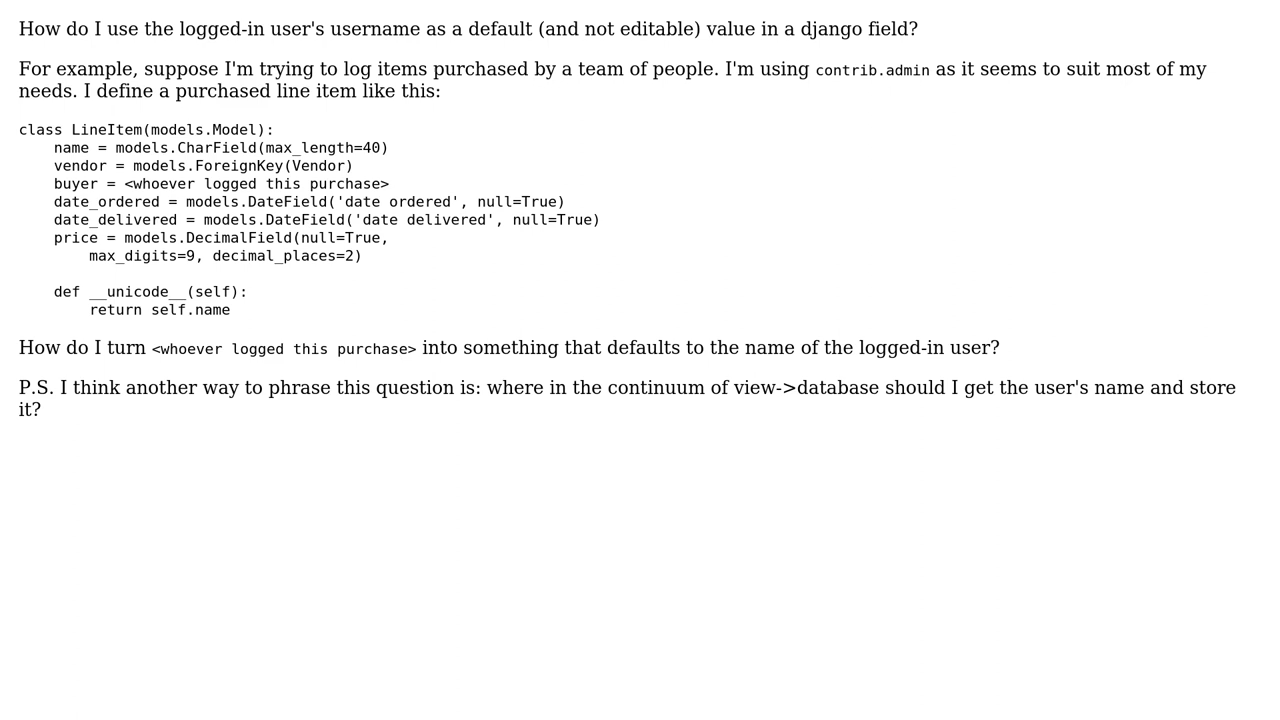 How do I use the logged-in user's username as a default (and not editable) value in a django field?
For example, suppose I'm trying to log items purchased by a team of people. I'm using contrib.admin as it seems to suit most of my
needs. I define a purchased line item like this:
class LineItem(models.Model):
    name = models.CharField(max_length=40)
    vendor = models.ForeignKey(Vendor)
    buyer = <whoever logged this purchase>
    date_ordered = models.DateField('date ordered', null=True)
    date_delivered = models.DateField('date delivered', null=True)
    price = models.DecimalField(null=True,
        max_digits=9, decimal_places=2)
    def __unicode__(self):
        return self.name
How do I turn <whoever logged this purchase> into something that defaults to the name of the logged-in user?
P.S. I think another way to phrase this question is: where in the continuum of view->database should I get the user's name and store
it?